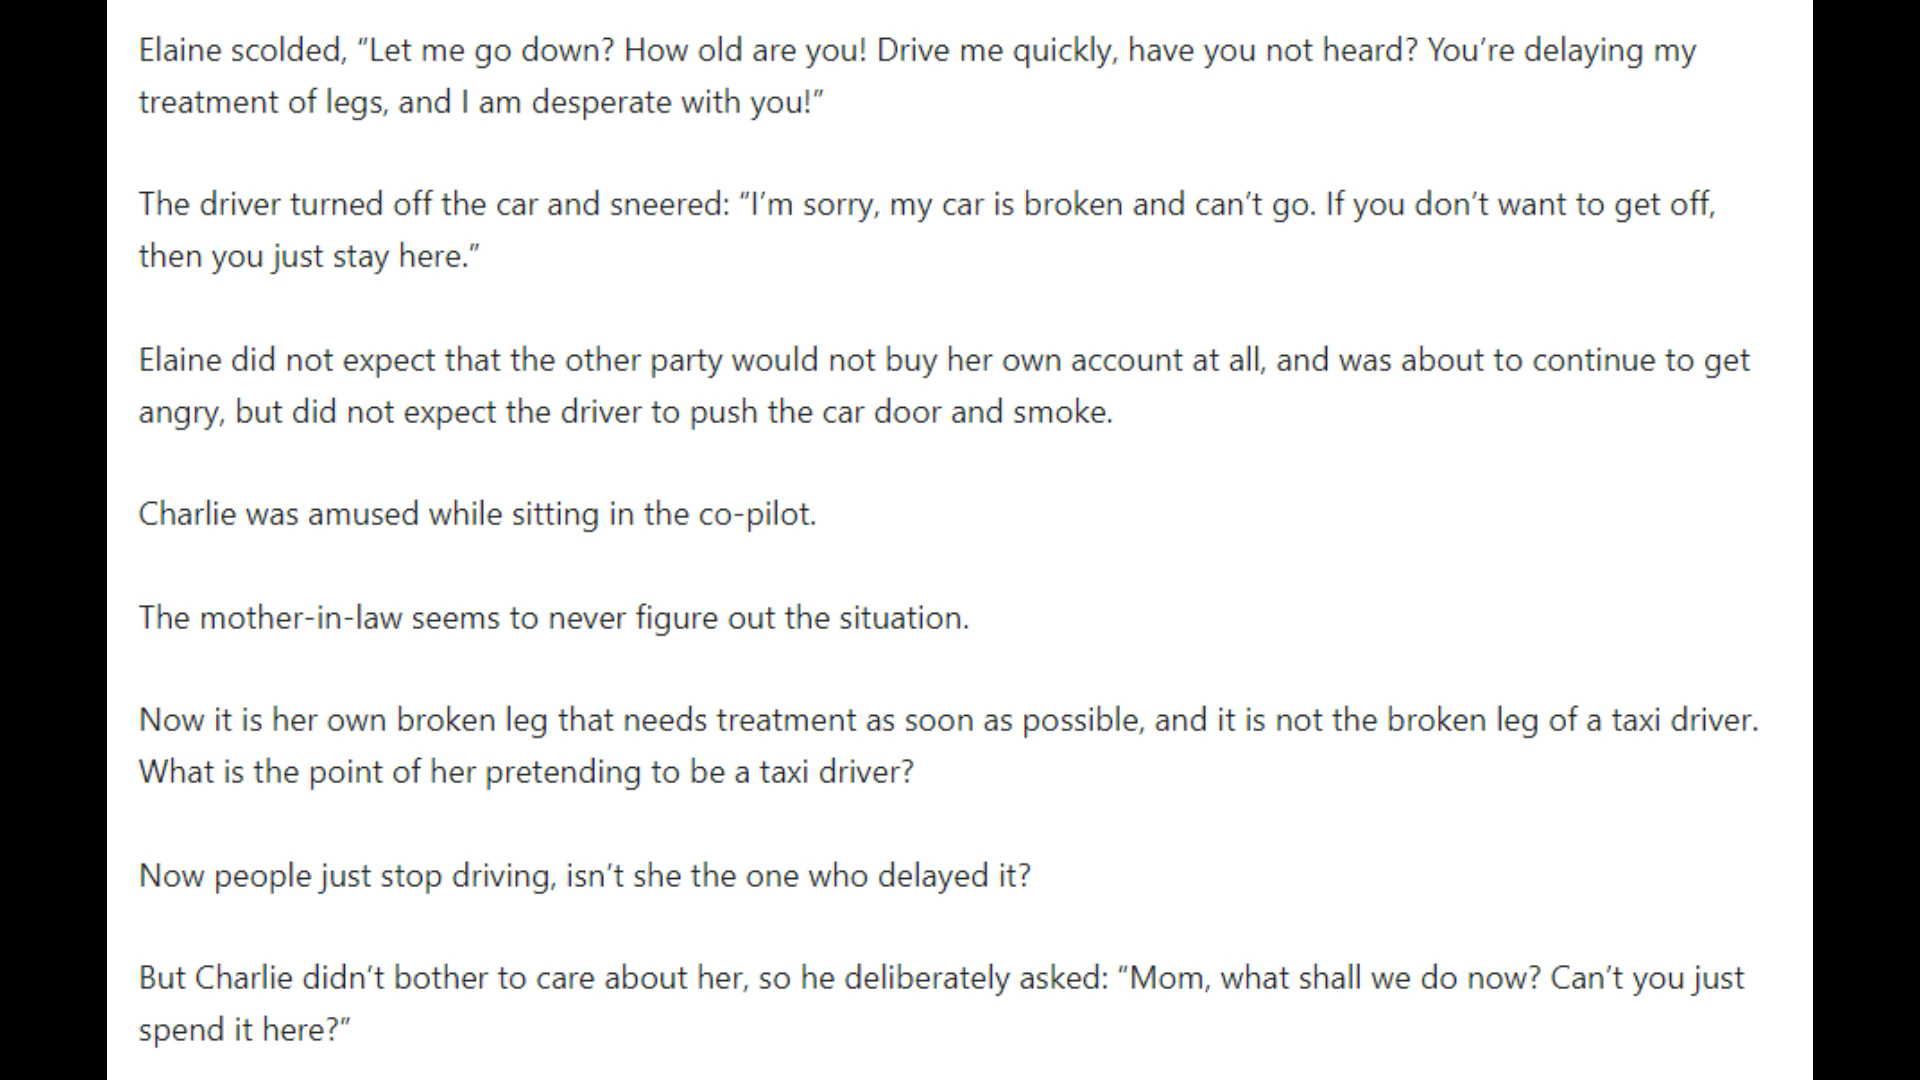 Elaine scolded, “Let me go down? How old are you! Drive me quickly, have you not heard? You’re delaying my
treatment of legs, and I am desperate with you!”
The driver turned off the car and sneered: “I’m sorry, my car is broken and can’t go. If you don’t want to get off,
then you just stay here.”
Elaine did not expect that the other party would not buy her own account at all, and was about to continue to get
angry, but did not expect the driver to push the car door and smoke.
Charlie was amused while sitting in the co-pilot.
The mother-in-law seems to never figure out the situation.
Now it is her own broken leg that needs treatment as soon as possible, and it is not the broken leg of a taxi driver.
What is the point of her pretending to be a taxi driver?
Now people just stop driving, isn’t she the one who delayed it?
But Charlie didn’t bother to care about her, so he deliberately asked: “Mom, what shall we do now? Can’t you just
spend it here?”